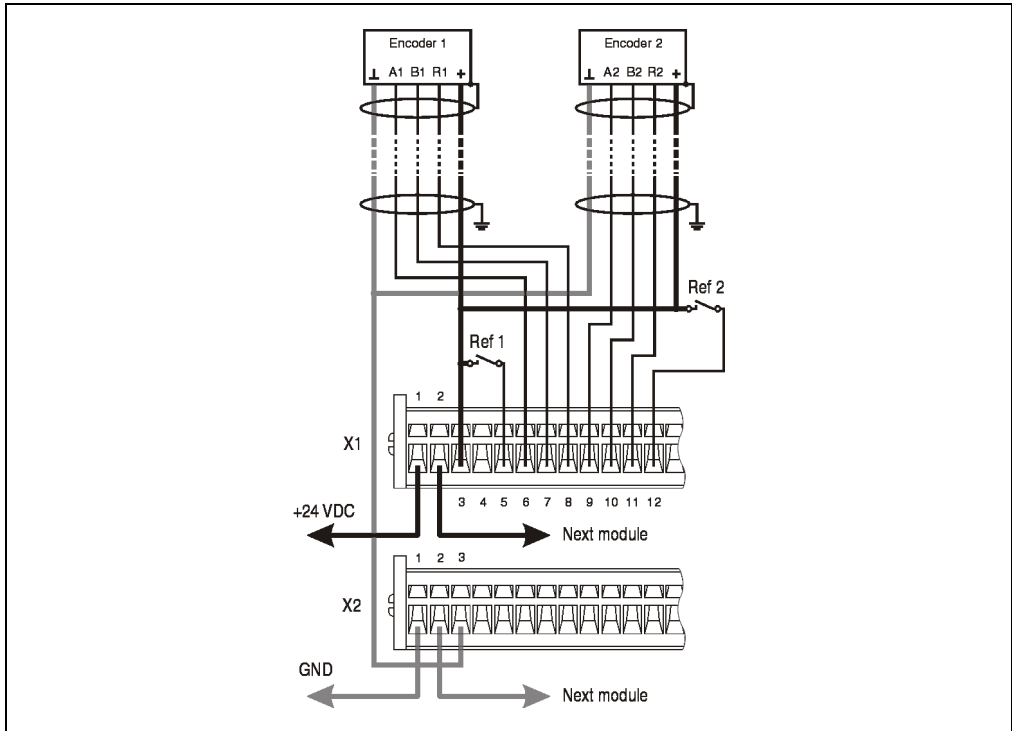 Encoder 1
⊥ A1 B1 R1 +
Encoder 2
⊥ A2 B2 R2 +
Ref 2
Ref 1
1 2
X1
3 4 5 6 7 8 9 10 11 12
+24 VDC
Next module
1 2 3
X2
GND
Next module